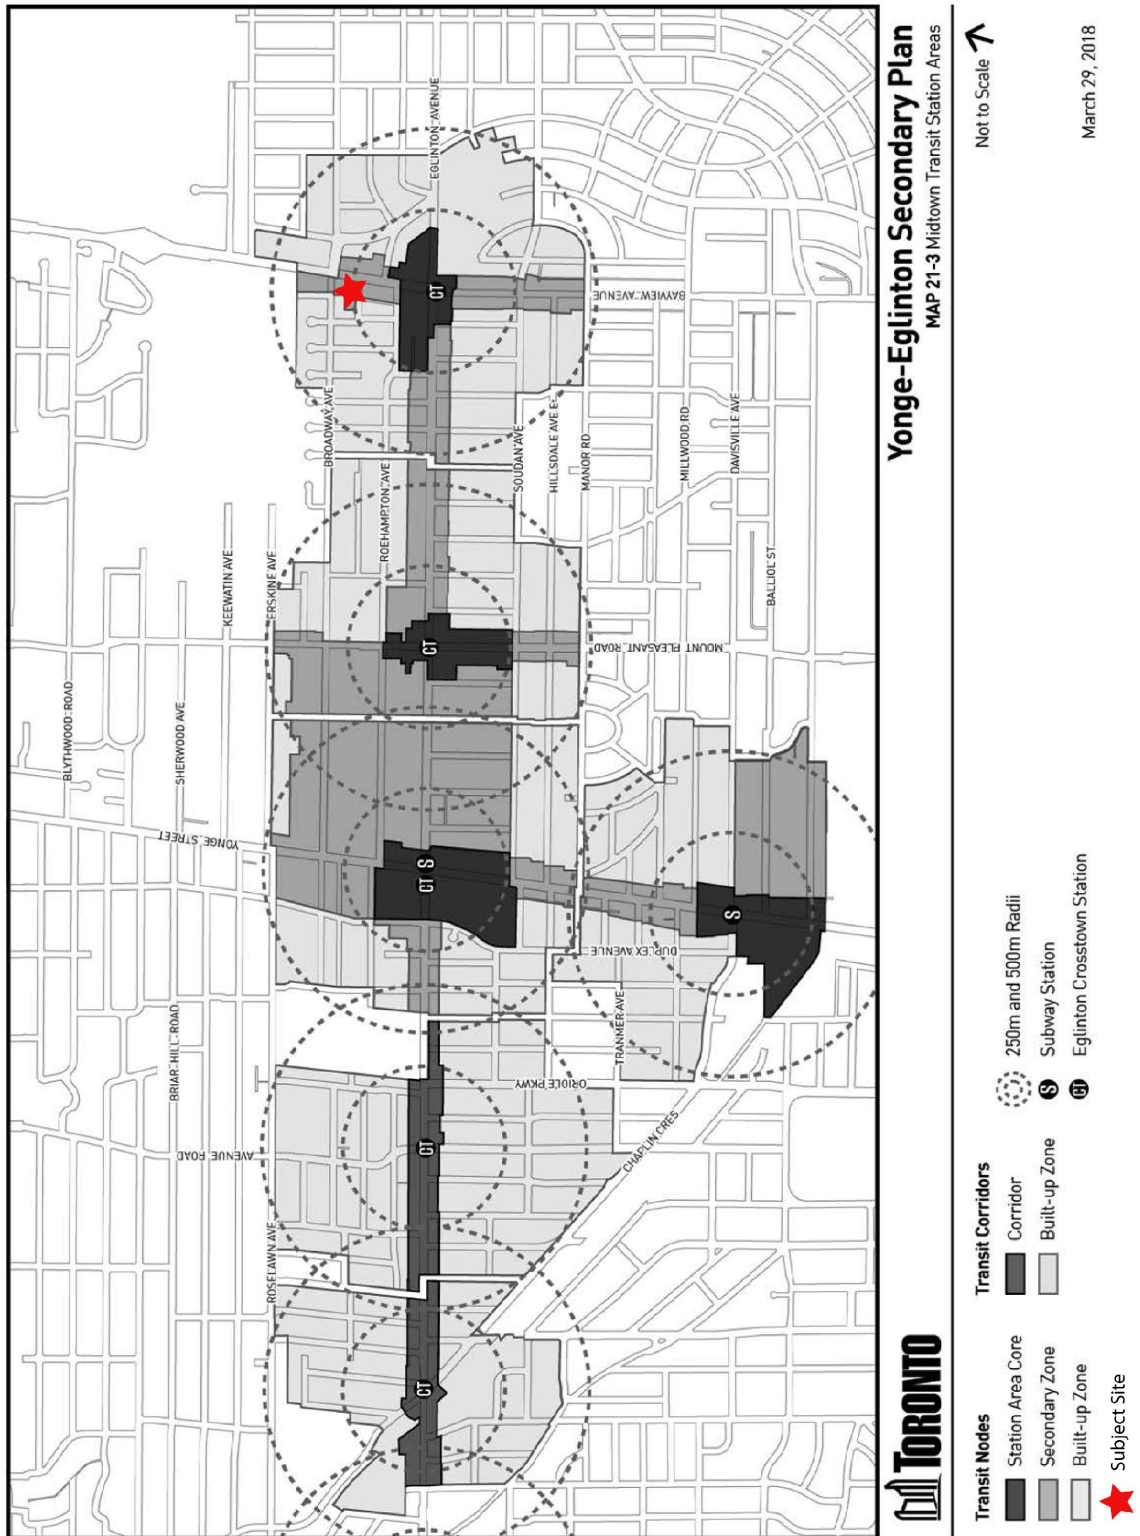 Yonge-Eglinton Secondary Plan
MAP 21-3 Midtown Transit Station Areas
Not to Scale
March 29, 2018
TORONTO
Transit Nodes
Station Area Core
Secondary Zone
Built-up Zone
Subject Site
Transit Corridors
Corridor
Built-up Zone
250m and 500m Radii
S
Subway Station
CT
Eglinton Crosstown Station
BLYTHWOOD ROAD
SHERWOOD AVE
KEEWATIN AVE
ERSKINE AVE
BROADWAY AVE
ROEHAMPTON AVE
EGLINTON AVENUE
SOUDAN AVE
HILLSDALE AVE E
MANOR RD
MILLWOOD RD
DAVISVILLE AVE
BALLIOL ST
BAYVIEW AVENUE
MOUNT PLEASANT ROAD
YONGE STREET
DUPLEX AVENUE
TRANMER AVE
ORIOLE PKWY
CHAPLIN CRES
BRIAR HILL ROAD
AVENUE ROAD
ROSELAWN AVE
CT
CT
CT S
S
CT
CT